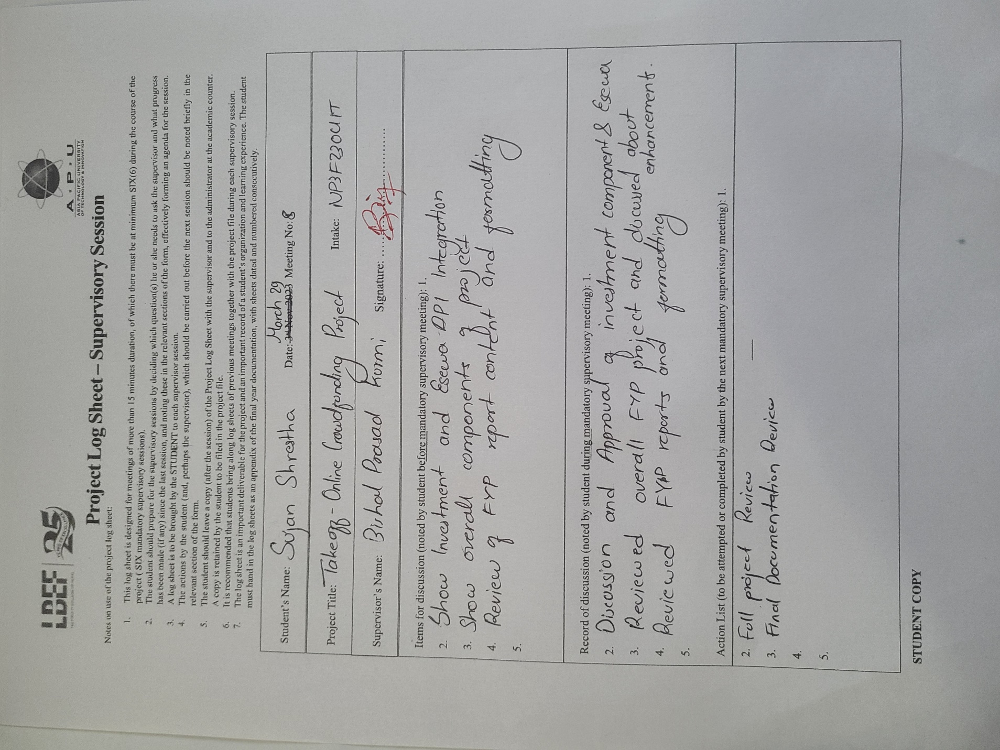 LBEF
25
YEARS OF EXCELLENCE
A · P · U
ASIA PACIFIC UNIVERSITY
OF TECHNOLOGY & INNOVATION
Project Log Sheet – Supervisory Session
Notes on use of the project log sheet:
1. This log sheet is designed for meetings of more than 15 minutes duration, of which there must be at minimum SIX(6) during the course of the
project ( SIX mandatory supervisory sessions).
2. The student should prepare for the supervisory sessions by deciding which question(s) he or she needs to ask the supervisor and what progress
has been made (if any) since the last session, and noting these in the relevant sections of the form, effectively forming an agenda for the session.
3. A log sheet is to be brought by the STUDENT to each supervisor session.
4. The actions by the student (and, perhaps the supervisor), which should be carried out before the next session should be noted briefly in the
relevant section of the form.
5. The student should leave a copy (after the session) of the Project Log Sheet with the supervisor and to the administrator at the academic counter.
A copy is retained by the student to be filed in the project file.
6. It is recommended that students bring along log sheets of previous meetings together with the project file during each supervisory session.
7. The log sheet is an important deliverable for the project and an important record of a student's organization and learning experience. The student
must hand in the log sheets as an appendix of the final year documentation, with sheets dated and numbered consecutively.
March 29
Student's Name: Sujan Shrestha Date: 3rd Nov 2023 Meeting No: 8
Project Title: Takeoff - Online Crowdfunding Project Intake: NP3F2304IT
Supervisor's Name: Bishal Prasad Kurmi Signature: ..................
Items for discussion (noted by student before mandatory supervisory meeting): 1.
2. Show Investment and Esewa API Integration
3. Show overall components of project
4. Review of FYP report content and formatting
5.
Record of discussion (noted by student during mandatory supervisory meeting): 1.
2. Discussion and Approval of investment component & Esewa
3. Reviewed overall FYP project and discussed about
enhancement.
4. Reviewed FYP reports and formatting
5.
Action List (to be attempted or completed by student by the next mandatory supervisory meeting): 1.
2. Full project Review —
3. Final Documentation Review
4.
5.
STUDENT COPY